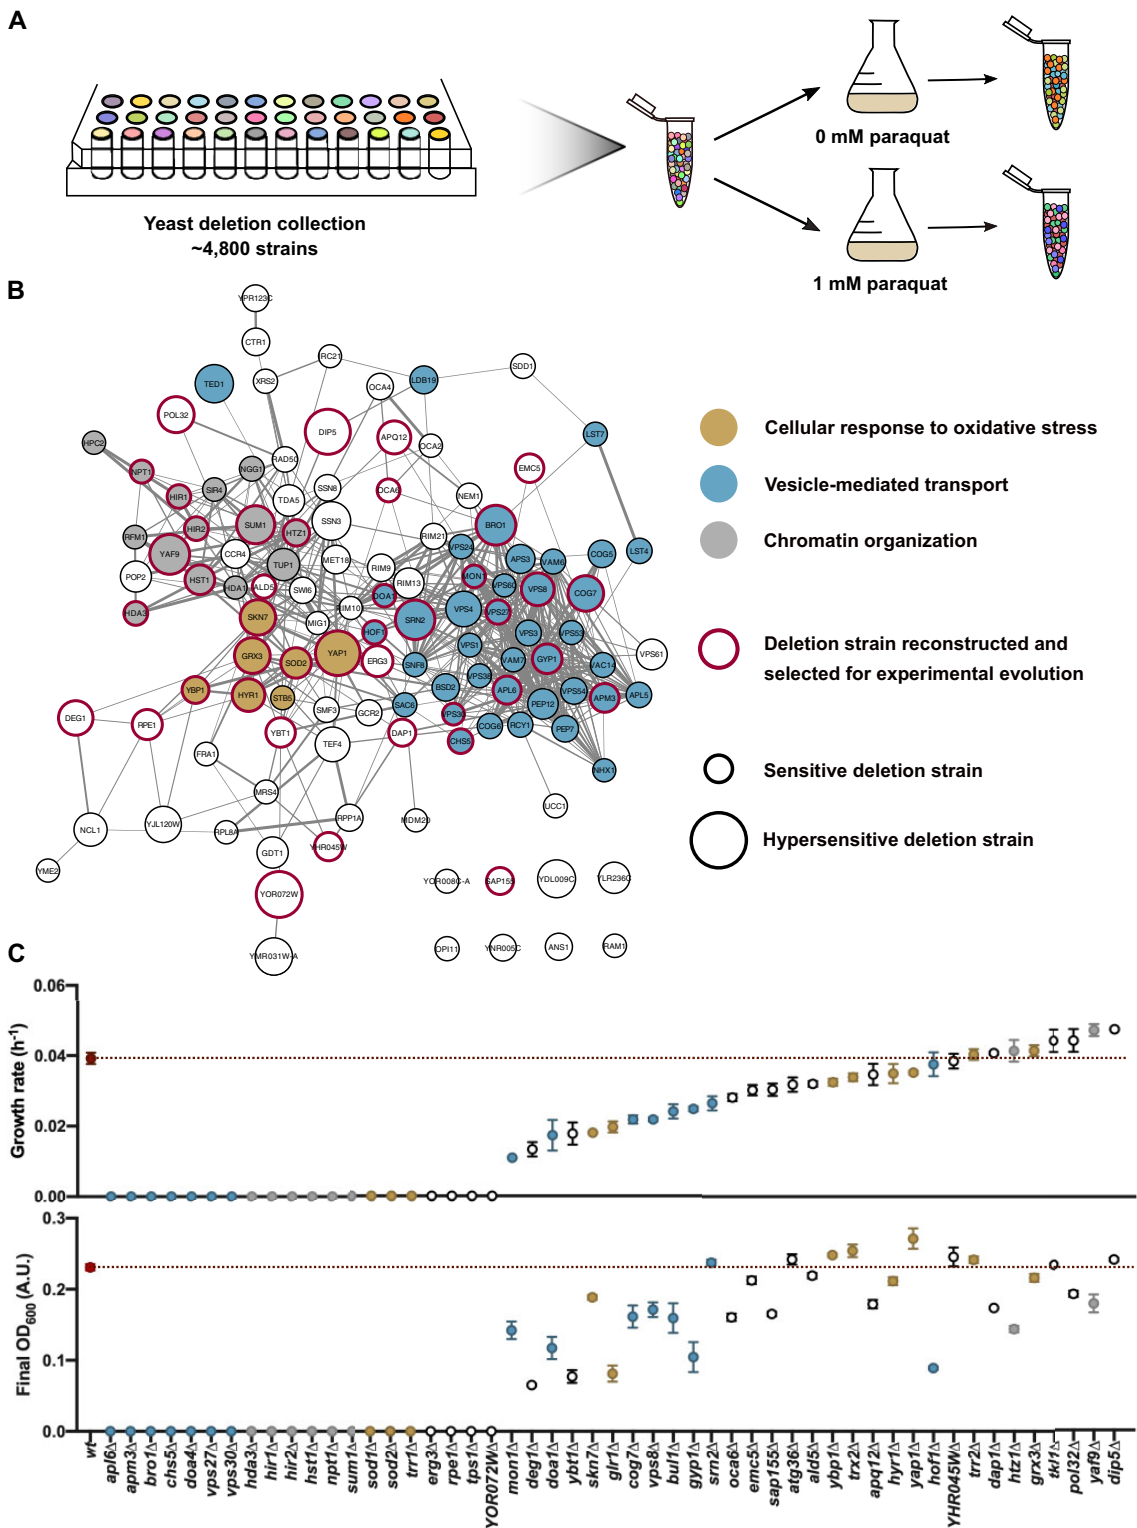 A
0 mM paraquat
Yeast deletion collection
~4,800 strains
1 mM paraquat
B
YPR123C
CTR1
IRC21
XRS2
TED1
OCA4
LDB19
SDD1
POL32
DIP5
APQ12
OCA2
LST7
HPC2
NPT1
NGG1
RAD50
EMC5
HIR1
SIR4
TDA5
SSN8
OCA6
NEM1
HIR2
SUM1
HTZ1
SSN3
BRO1
RFM1
RIM21
VPS24
YAF9
CCR4
TUP1
MET18
APS3
VAM6
COG5
LST4
POP2
HST1
HDA1
ALD5
SWI6
RIM9
RIM13
MON1
VPS60
VPS8
COG7
HDA3
DOA1
RIM10
SRN2
VPS4
VPS27
SKN7
MIG1
HOF1
VPS3
VPS53
GRX3
SOD2
YAP1
ERG3
SNF8
VPS1
VAM7
GYP1
VAC14
VPS61
YBP1
HYR1
STB5
BSD2
VPS38
APL6
VPS54
APM3
APL5
DEG1
RPE1
YBT1
SMF3
GCR2
SAC6
VPS30
PEP12
DAP1
COG6
RCY1
PEP7
FRA1
TEF4
CHS5
NHX1
MRS4
NCL1
YJL120W
RPL8A
RPP1A
MDM20
UCC1
YME2
GDT1
YHR045W
YOR072W
YOR008C-A
SAP155
YDL009C
YLR236C
YMR031W-A
OPI11
YNR005C
ANS1
RAM1
Cellular response to oxidative stress
Vesicle-mediated transport
Chromatin organization
Deletion strain reconstructed and
selected for experimental evolution
Sensitive deletion strain
Hypersensitive deletion strain
C
Growth rate (h⁻¹)
0.06
0.04
0.02
0.00
Final OD₆₀₀ (A.U.)
0.3
0.2
0.1
0.0
wt
apl6Δ
apm3Δ
bro1Δ
chs5Δ
doa4Δ
vps27Δ
vps30Δ
hda3Δ
hir1Δ
hir2Δ
hst1Δ
npt1Δ
sum1Δ
sod1Δ
sod2Δ
trr1Δ
erg3Δ
rpe1Δ
tps1Δ
YOR072WΔ
mon1Δ
deg1Δ
doa1Δ
ybt1Δ
skn7Δ
glr1Δ
cog7Δ
vps8Δ
bul1Δ
gyp1Δ
srn2Δ
oca6Δ
emc5Δ
sap155Δ
atg36Δ
ald5Δ
ybp1Δ
trx2Δ
apq12Δ
hyr1Δ
yap1Δ
hof1Δ
YHR045WΔ
trr2Δ
dap1Δ
htz1Δ
grx3Δ
tkl1Δ
pol32Δ
yaf9Δ
dip5Δ